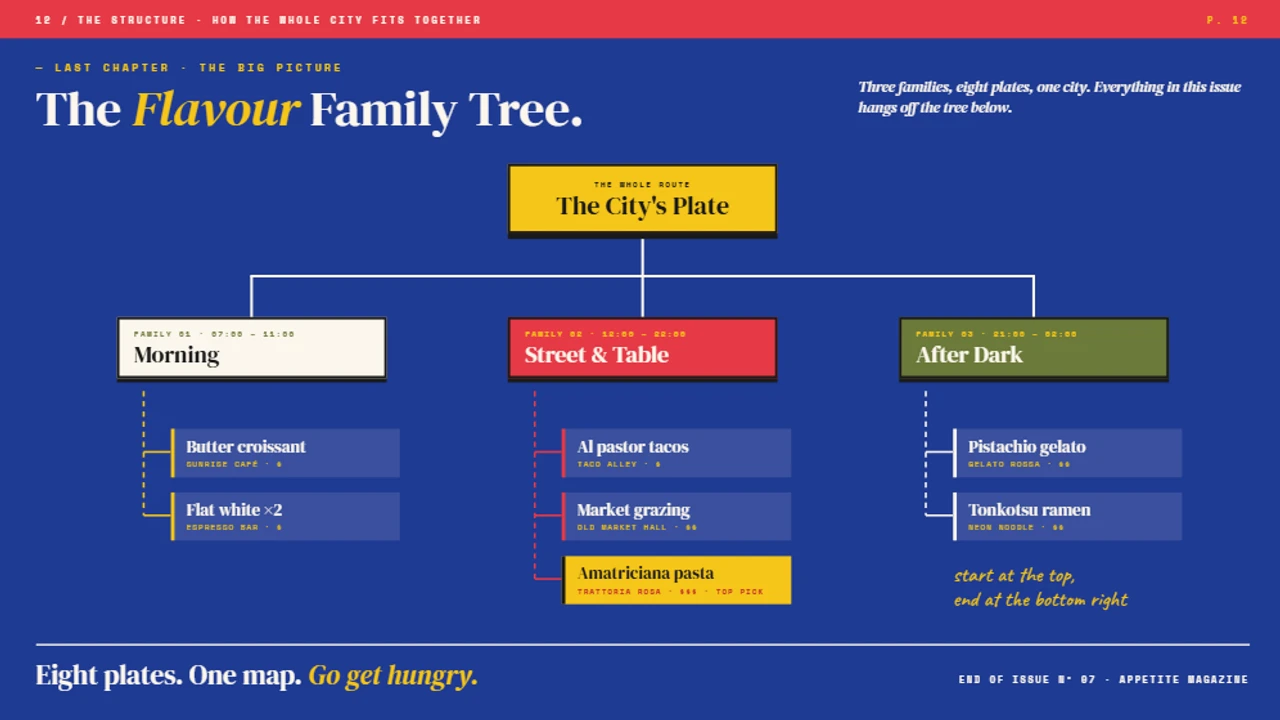 12 / THE STRUCTURE · HOW THE WHOLE CITY FITS TOGETHER
P. 12
— LAST CHAPTER · THE BIG PICTURE
The Flavour Family Tree.
Three families, eight plates, one city. Everything in this issue
hangs off the tree below.
THE WHOLE ROUTE
The City's Plate
FAMILY 01 · 07:00 – 11:00
Morning
FAMILY 02 · 12:00 – 22:00
Street & Table
FAMILY 03 · 21:00 – 02:00
After Dark
Butter croissant
SUNRISE CAFÉ · $
Flat white ×2
ESPRESSO BAR · $
Al pastor tacos
TACO ALLEY · $
Market grazing
OLD MARKET HALL · $$
Amatriciana pasta
TRATTORIA ROSA · $$$ · TOP PICK
Pistachio gelato
GELATO ROSSA · $$
Tonkotsu ramen
NEON NOODLE · $$
start at the top,
end at the bottom right
Eight plates. One map. Go get hungry.
END OF ISSUE N° 07 · APPETITE MAGAZINE